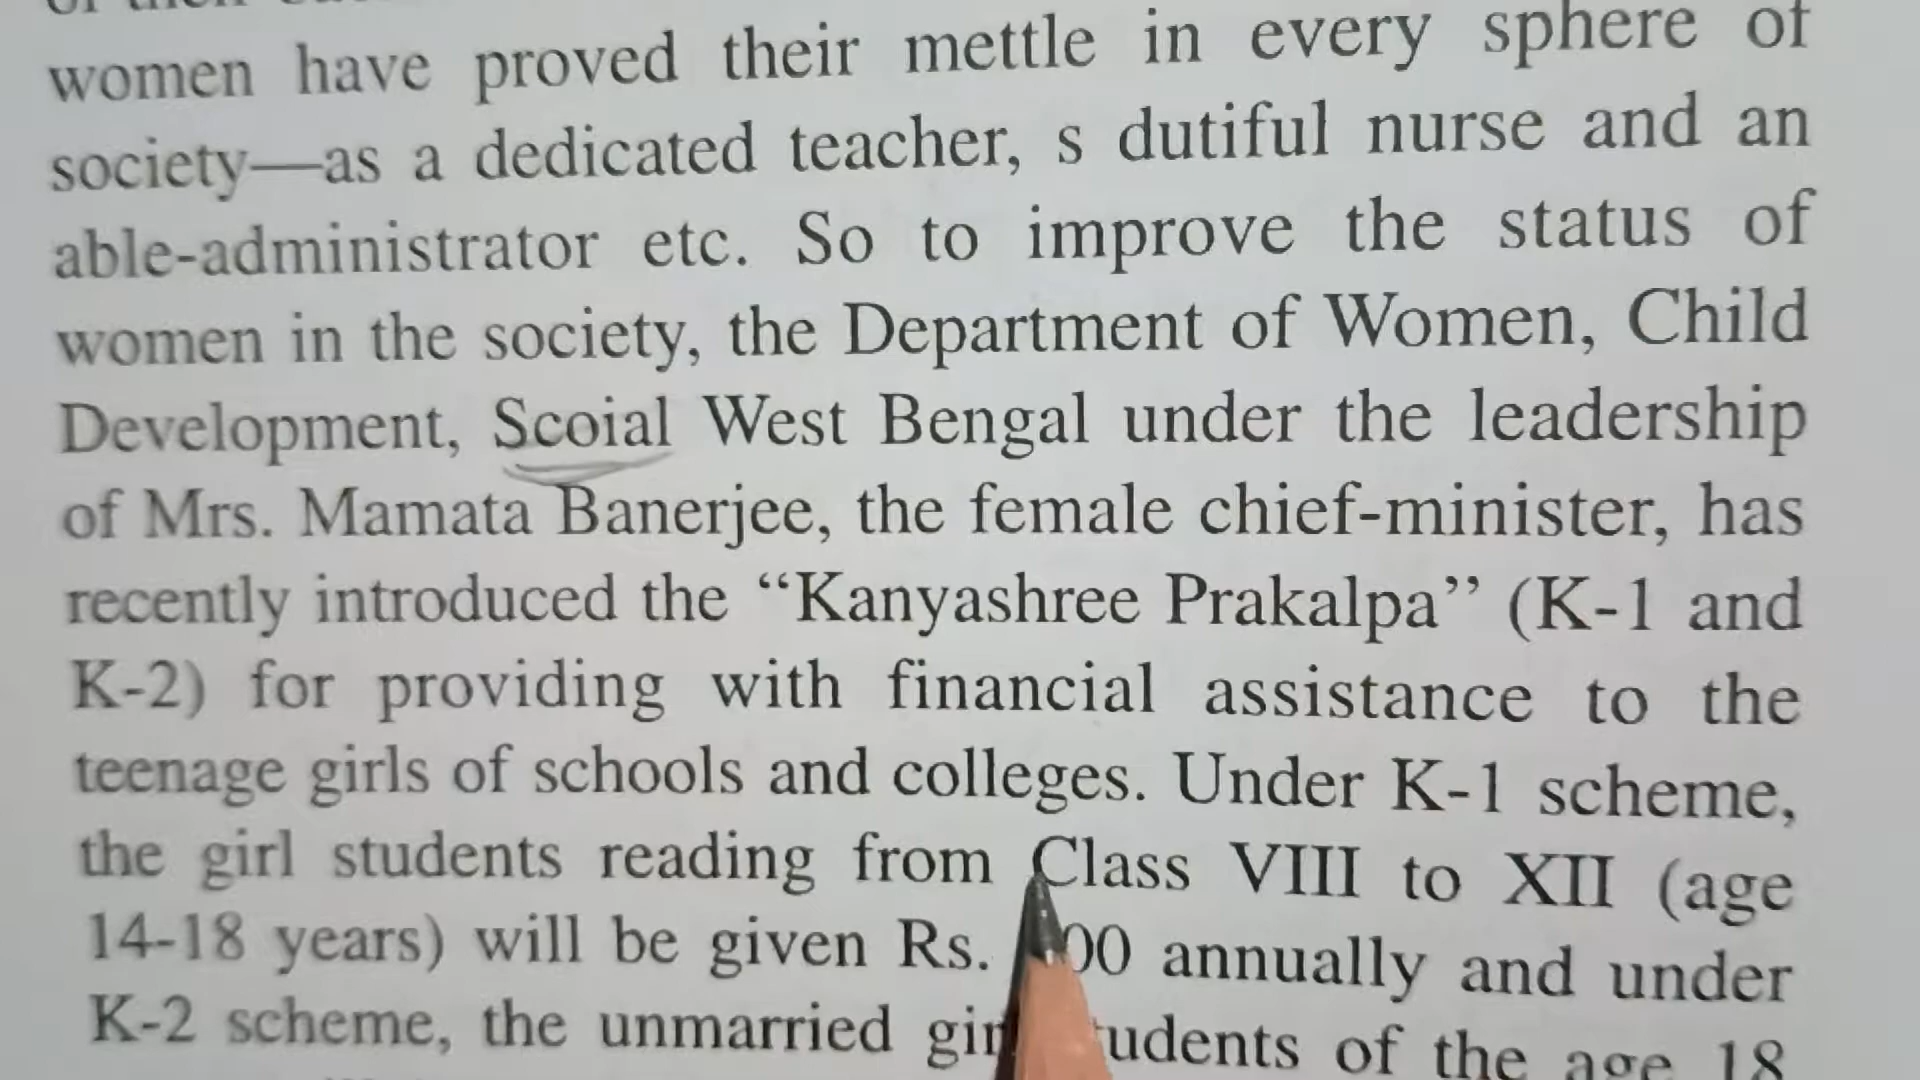 women have proved their mettle in every sphere of
society—as a dedicated teacher, s dutiful nurse and an
able-administrator etc. So to improve the status of
women in the society, the Department of Women, Child
Development, Scoial West Bengal under the leadership
of Mrs. Mamata Banerjee, the female chief-minister, has
recently introduced the “Kanyashree Prakalpa” (K-1 and
K-2) for providing with financial assistance to the
teenage girls of schools and colleges. Under K-1 scheme,
the girl students reading from Class VIII to XII (age
14-18 years) will be given Rs. annually and under
K-2 scheme, the unmarried of the age 18